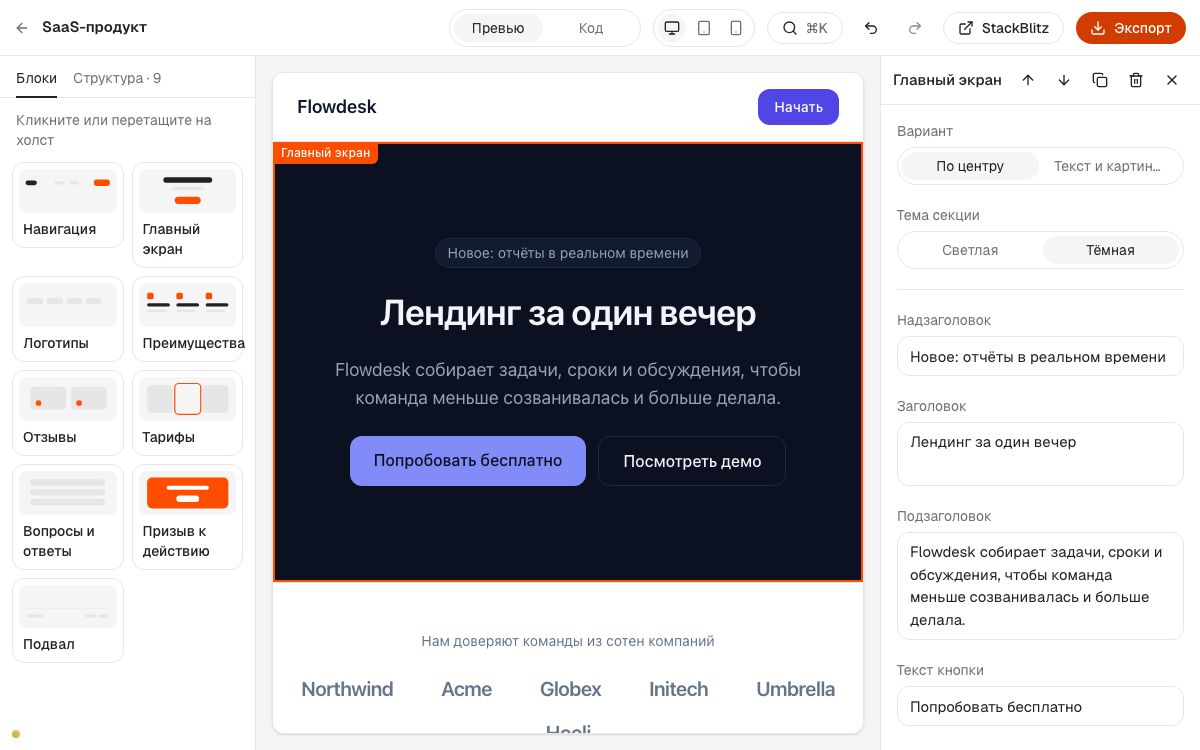 SaaS-продукт
Превью
Код
⌘K
StackBlitz
Экспорт
Блоки
Структура · 9
Кликните или перетащите на
холст
Навигация
Главный
экран
Логотипы
Преимущества
Отзывы
Тарифы
Вопросы и
ответы
Призыв к
действию
Подвал
Flowdesk
Начать
Главный экран
Новое: отчёты в реальном времени
Лендинг за один вечер
Flowdesk собирает задачи, сроки и обсуждения, чтобы
команда меньше созванивалась и больше делала.
Попробовать бесплатно
Посмотреть демо
Нам доверяют команды из сотен компаний
Northwind
Acme
Globex
Initech
Umbrella
Главный экран
Вариант
По центру
Текст и картин…
Тема секции
Светлая
Тёмная
Надзаголовок
Новое: отчёты в реальном времени
Заголовок
Лендинг за один вечер
Подзаголовок
Flowdesk собирает задачи, сроки и
обсуждения, чтобы команда
меньше созванивалась и больше
делала.
Текст кнопки
Попробовать бесплатно